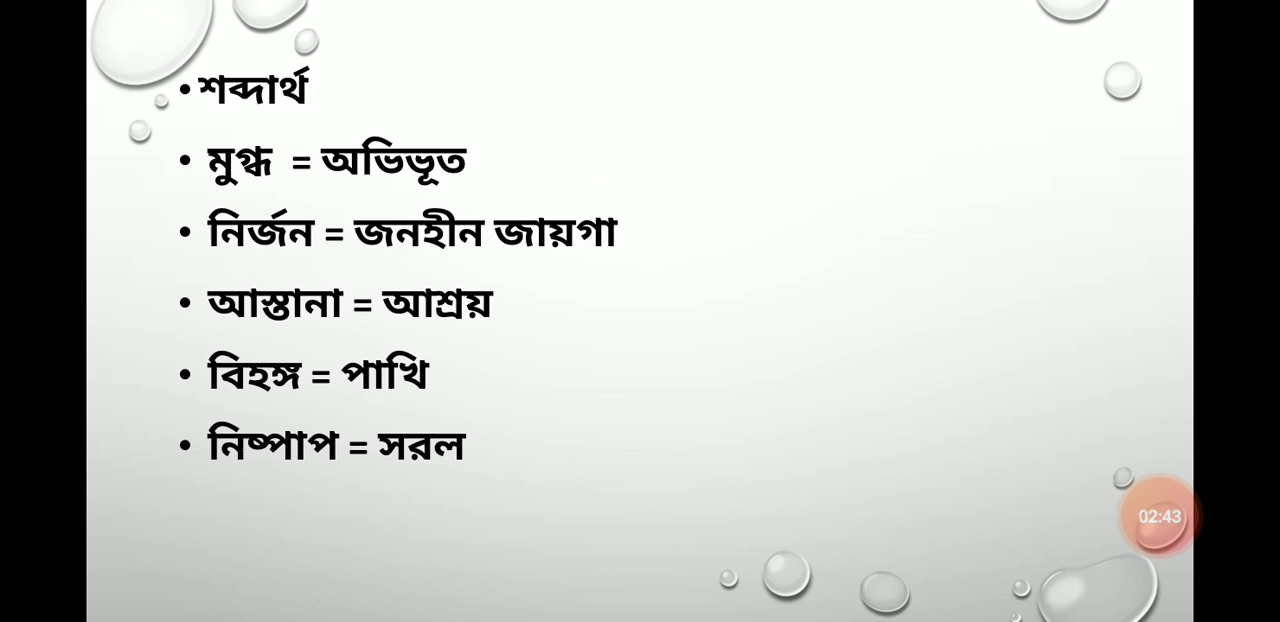 • শব্দার্থ
• মুগ্ধ = অভিভূত
• নির্জন = জনহীন জায়গা
• আস্তানা = আশ্রয়
• বিহঙ্গ = পাখি
• নিষ্পাপ = সরল
02:43